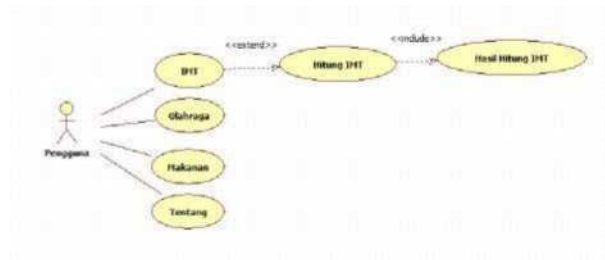 <<extend>>
<<include>>
IMT
Hitung IMT
Hasil Hitung IMT
Olahraga
Pengguna
Makanan
Tentang